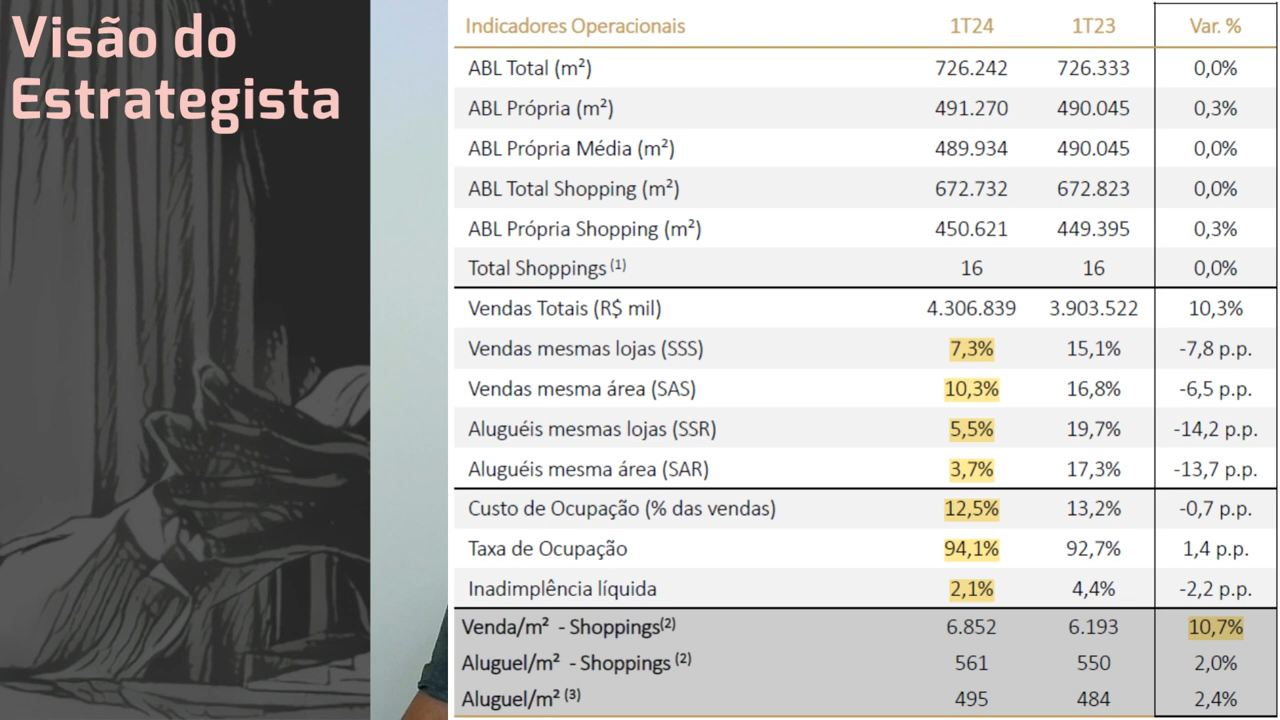 Visão do
Estrategista
Indicadores Operacionais 1T24 1T23 Var. %
ABL Total (m²) 726.242 726.333 0,0%
ABL Própria (m²) 491.270 490.045 0,3%
ABL Própria Média (m²) 489.934 490.045 0,0%
ABL Total Shopping (m²) 672.732 672.823 0,0%
ABL Própria Shopping (m²) 450.621 449.395 0,3%
Total Shoppings (1) 16 16 0,0%
Vendas Totais (R$ mil) 4.306.839 3.903.522 10,3%
Vendas mesmas lojas (SSS) 7,3% 15,1% -7,8 p.p.
Vendas mesma área (SAS) 10,3% 16,8% -6,5 p.p.
Aluguéis mesmas lojas (SSR) 5,5% 19,7% -14,2 p.p.
Aluguéis mesma área (SAR) 3,7% 17,3% -13,7 p.p.
Custo de Ocupação (% das vendas) 12,5% 13,2% -0,7 p.p.
Taxa de Ocupação 94,1% 92,7% 1,4 p.p.
Inadimplência líquida 2,1% 4,4% -2,2 p.p.
Venda/m² - Shoppings(2) 6.852 6.193 10,7%
Aluguel/m² - Shoppings (2) 561 550 2,0%
Aluguel/m² (3) 495 484 2,4%